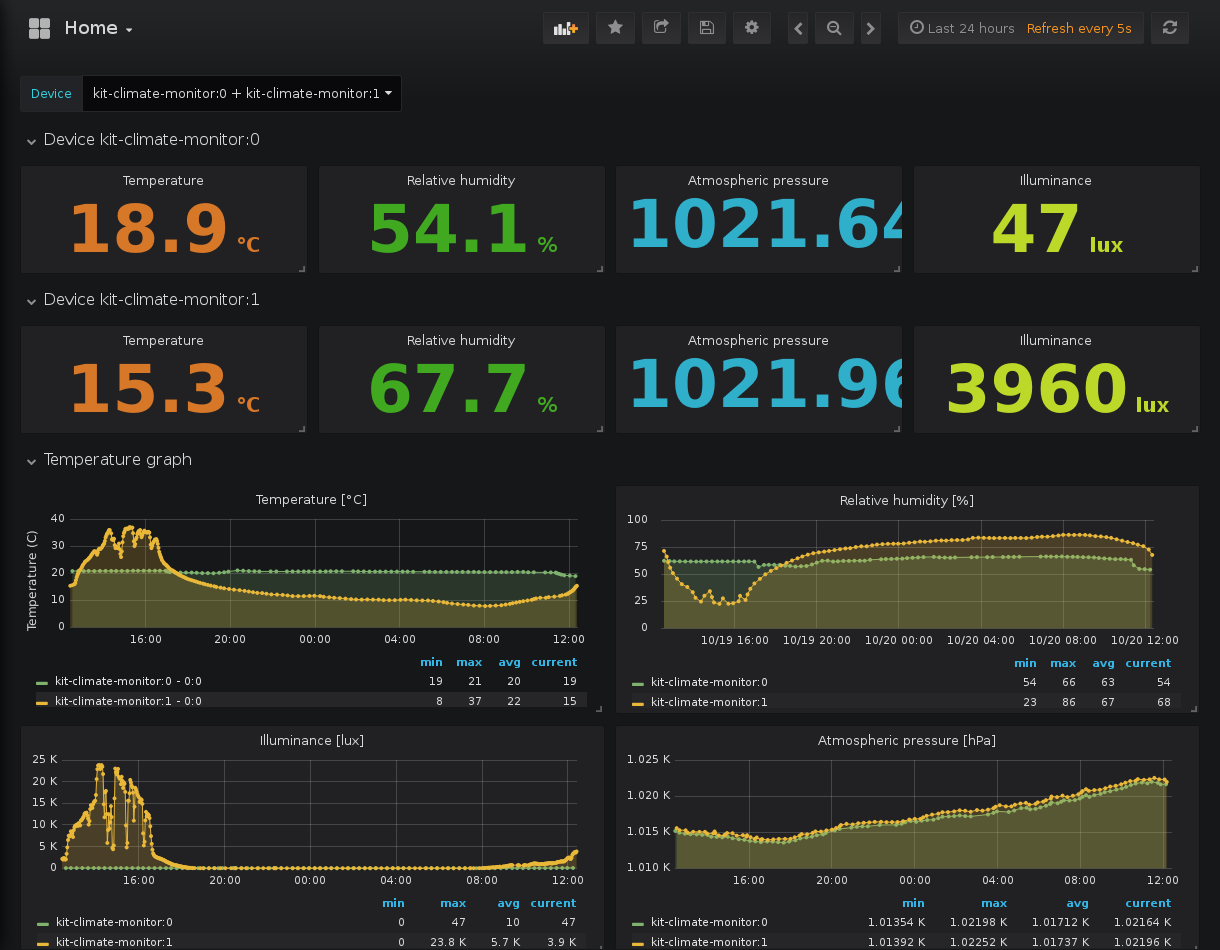 Home
Last 24 hours Refresh every 5s
Device kit-climate-monitor:0 + kit-climate-monitor:1
Device kit-climate-monitor:0
Temperature Relative humidity Atmospheric pressure Illuminance
18.9 °C 54.1 % 1021.64 47 lux
Device kit-climate-monitor:1
Temperature Relative humidity Atmospheric pressure Illuminance
15.3 °C 67.7 % 1021.96 3960 lux
Temperature graph
Temperature [°C]
Temperature (C)
40
30
20
10
0
16:00 20:00 00:00 04:00 08:00 12:00
min max avg current
kit-climate-monitor:0 - 0:0 19 21 20 19
kit-climate-monitor:1 - 0:0 8 37 22 15
Relative humidity [%]
100
75
50
25
0
10/19 16:00 10/19 20:00 10/20 00:00 10/20 04:00 10/20 08:00 10/20 12:00
min max avg current
kit-climate-monitor:0 54 66 63 54
kit-climate-monitor:1 23 86 67 68
Illuminance [lux]
25 K
20 K
15 K
10 K
5 K
0
16:00 20:00 00:00 04:00 08:00 12:00
min max avg current
kit-climate-monitor:0 0 47 10 47
kit-climate-monitor:1 0 23.8 K 5.7 K 3.9 K
Atmospheric pressure [hPa]
1.025 K
1.020 K
1.015 K
1.010 K
16:00 20:00 00:00 04:00 08:00 12:00
min max avg current
kit-climate-monitor:0 1.01354 K 1.02198 K 1.01712 K 1.02164 K
kit-climate-monitor:1 1.01392 K 1.02252 K 1.01737 K 1.02196 K